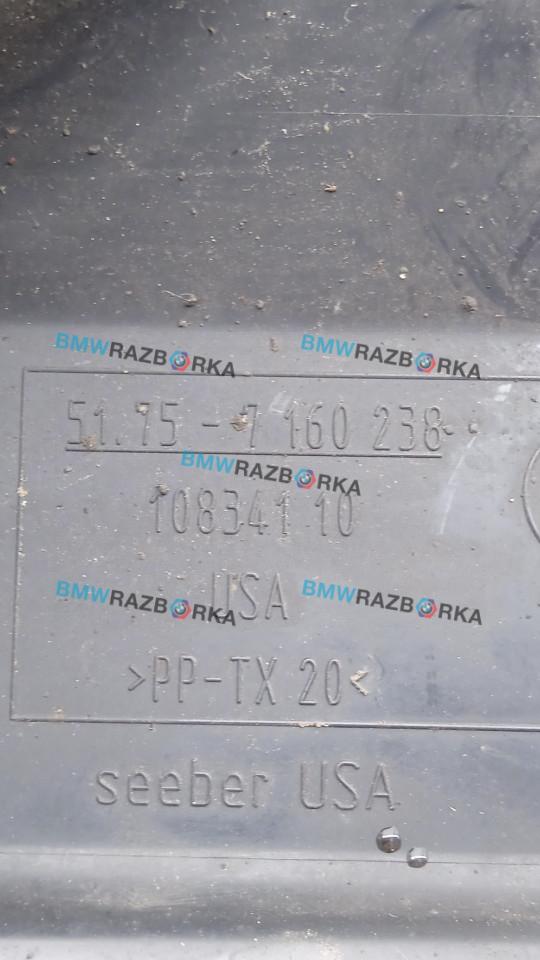 BMWRAZBORKA BMWRAZBORKA
51.75 - 7 160 238
BMWRAZBORKA
108341 10
BMWRAZBORKA BMWRAZBORKA
USA
>PP-TX 20<
seeber USA